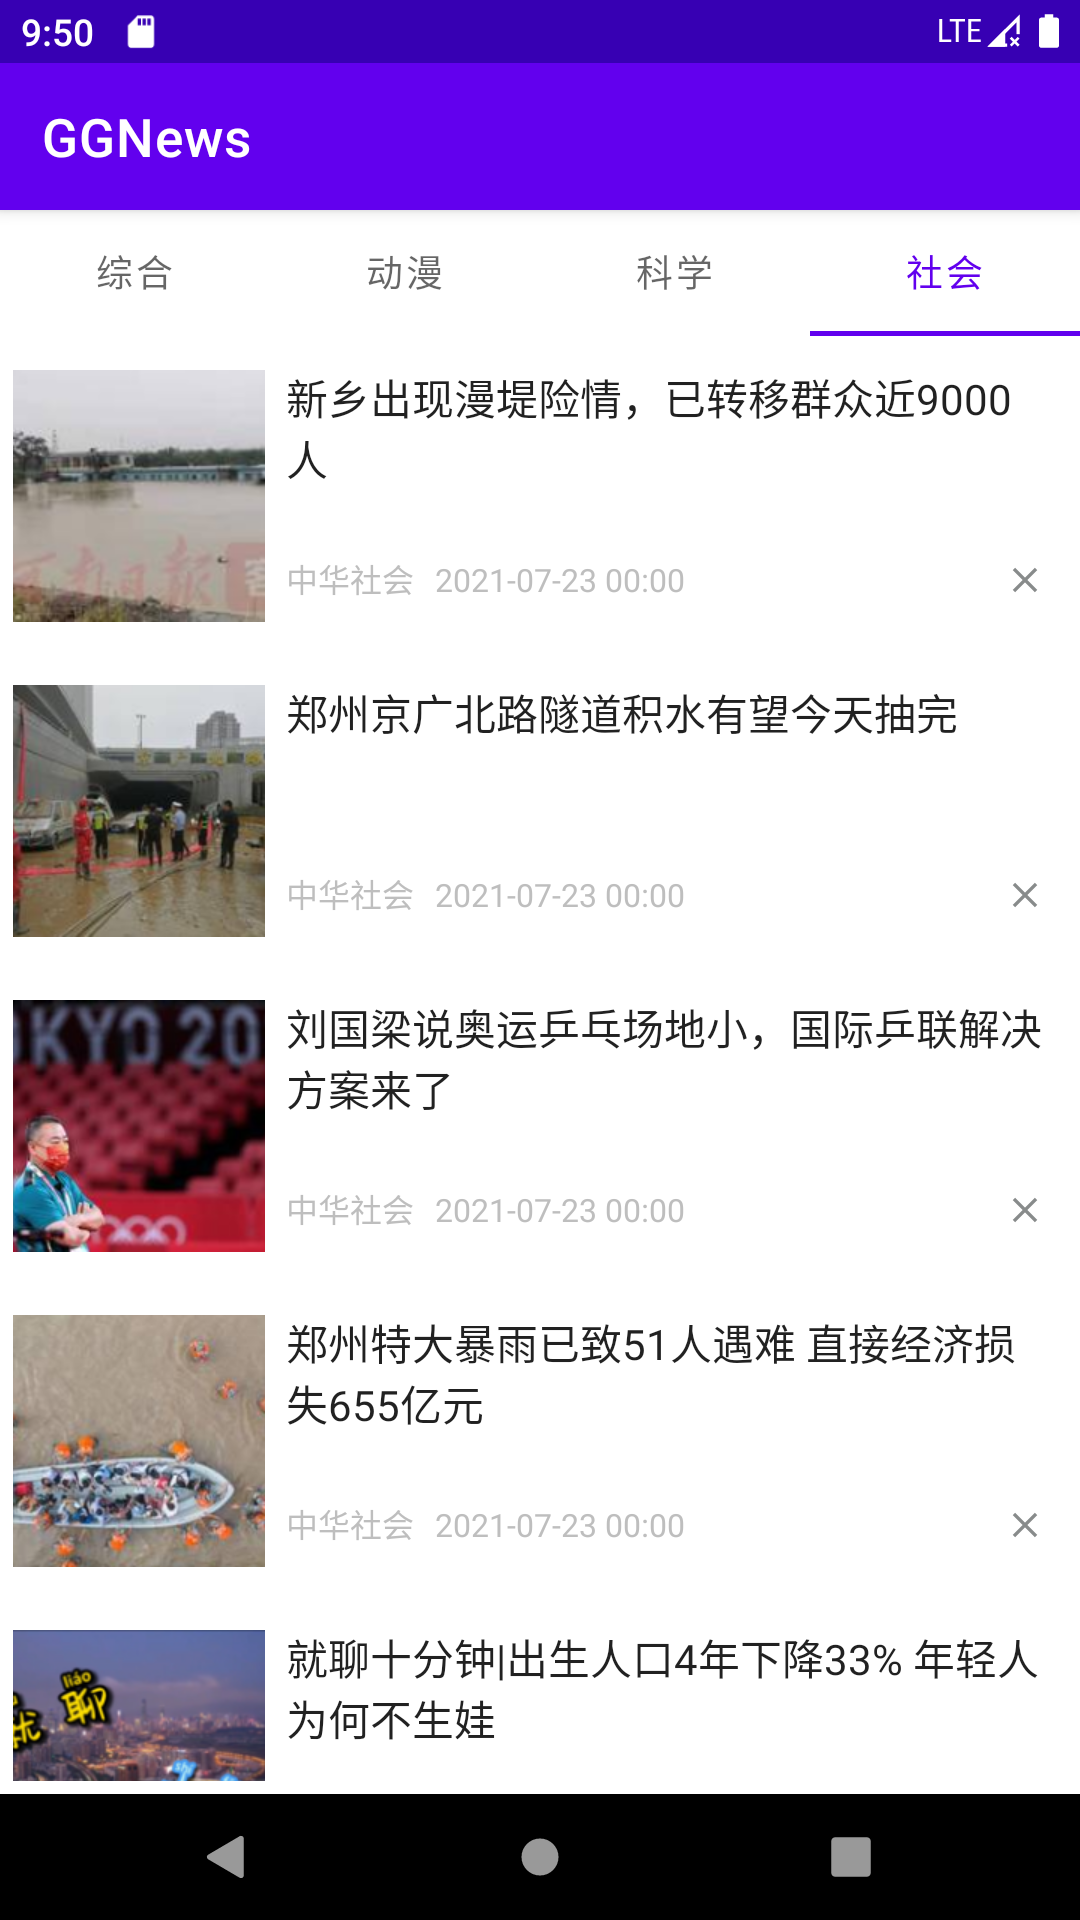 9:50 LTE
GGNews
综合 动漫 科学 社会
新乡出现漫堤险情，已转移群众近9000
人
中华社会 2021-07-23 00:00
郑州京广北路隧道积水有望今天抽完
中华社会 2021-07-23 00:00
KYO 20
刘国梁说奥运乒乓场地小，国际乒联解决
方案来了
中华社会 2021-07-23 00:00
郑州特大暴雨已致51人遇难 直接经济损
失655亿元
中华社会 2021-07-23 00:00
liáo
就聊
就聊十分钟|出生人口4年下降33% 年轻人
为何不生娃